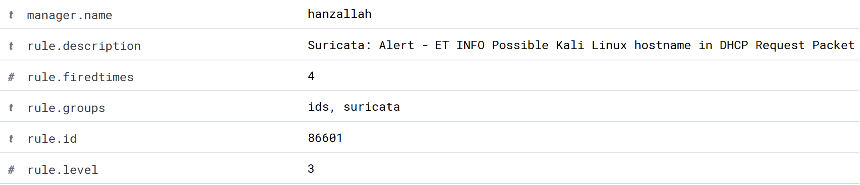 t manager.name hanzallah
t rule.description Suricata: Alert - ET INFO Possible Kali Linux hostname in DHCP Request Packet
# rule.firedtimes 4
t rule.groups ids, suricata
t rule.id 86601
# rule.level 3